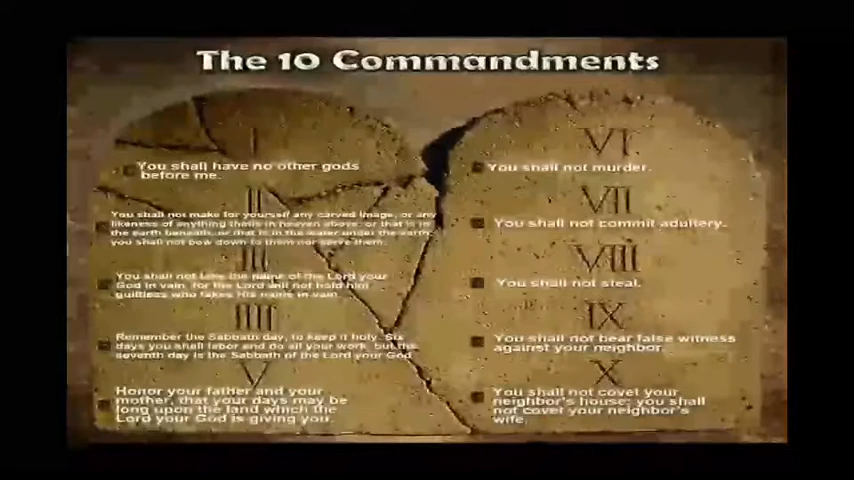 The 10 Commandments
I
You shall have no other gods
before me.
II
You shall not make for yourself any carved image, or any
likeness of anything that is in heaven above, or that is in
the earth beneath, or that is in the water under the earth;
you shall not bow down to them nor serve them.
III
You shall not take the name of the Lord your
God in vain, for the Lord will not hold him
guiltless who takes His name in vain.
IIII
Remember the Sabbath day, to keep it holy. Six
days you shall labor and do all your work, but the
seventh day is the Sabbath of the Lord your God
V
Honor your father and your
mother, that your days may be
long upon the land which the
Lord your God is giving you.
VI
You shall not murder.
VII
You shall not commit adultery.
VIII
You shall not steal.
IX
You shall not bear false witness
against your neighbor.
X
You shall not covet your
neighbor's house; you shall
not covet your neighbor's
wife.